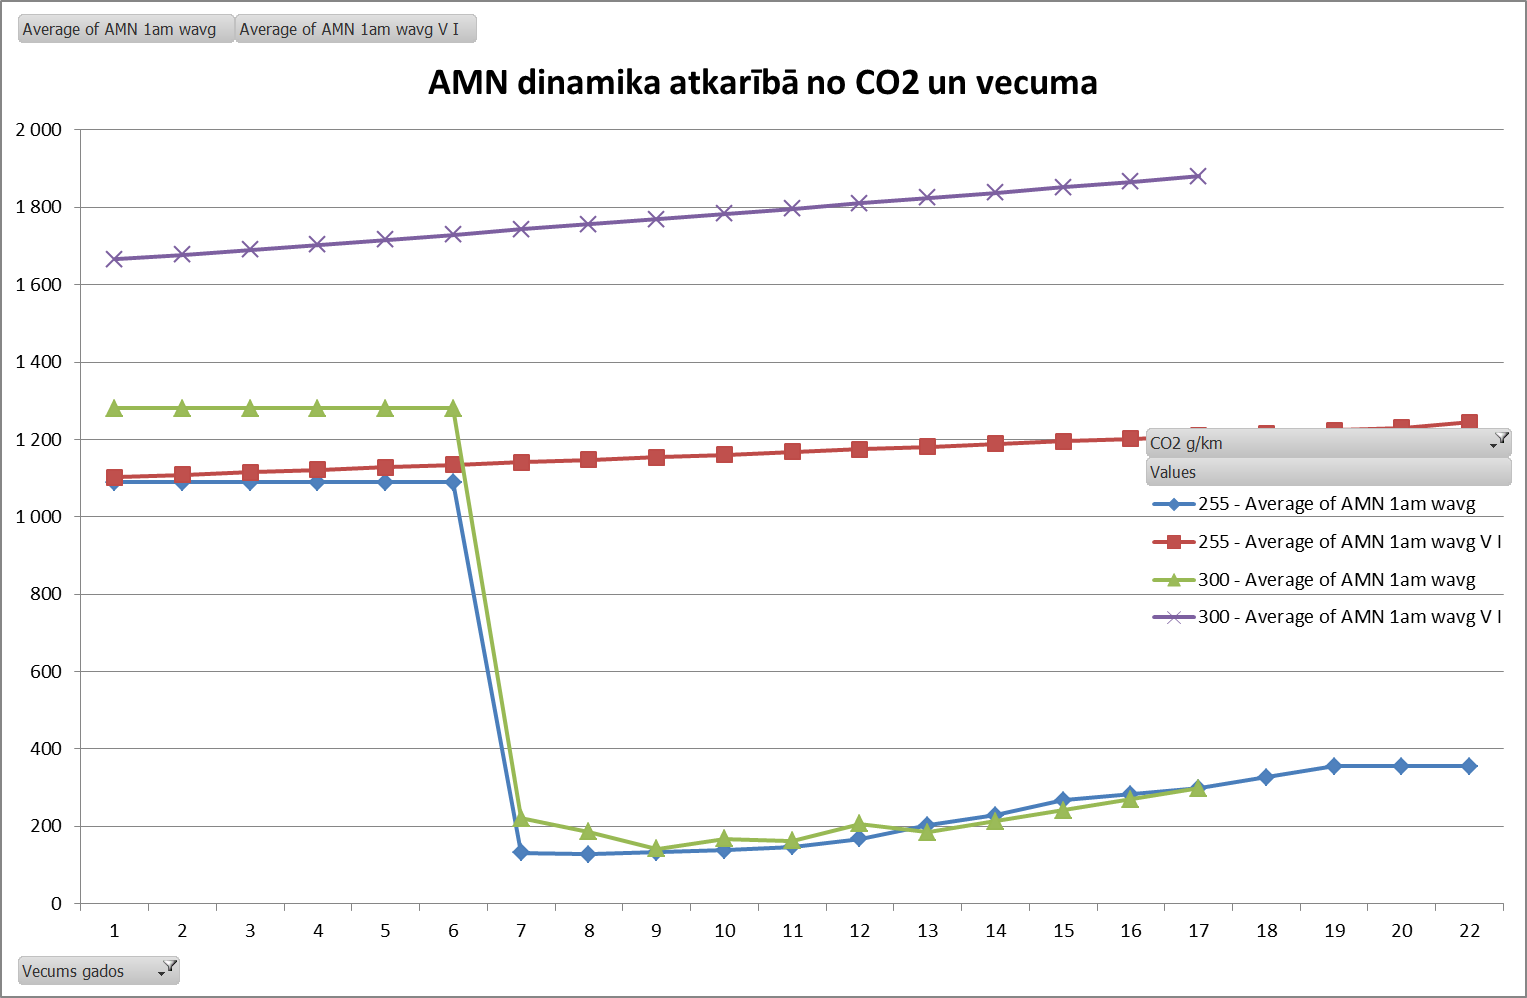 Average of AMN 1am wavg Average of AMN 1am wavg V I
AMN dinamika atkarībā no CO2 un vecuma
2 000
1 800
1 600
1 400
1 200
1 000
800
600
400
200
0
1 2 3 4 5 6 7 8 9 10 11 12 13 14 15 16 17 18 19 20 22
CO2 g/km
Values
255 - Average of AMN 1am wavg
255 - Average of AMN 1am wavg V I
300 - Average of AMN 1am wavg
300 - Average of AMN 1am wavg V I
Vecums gados